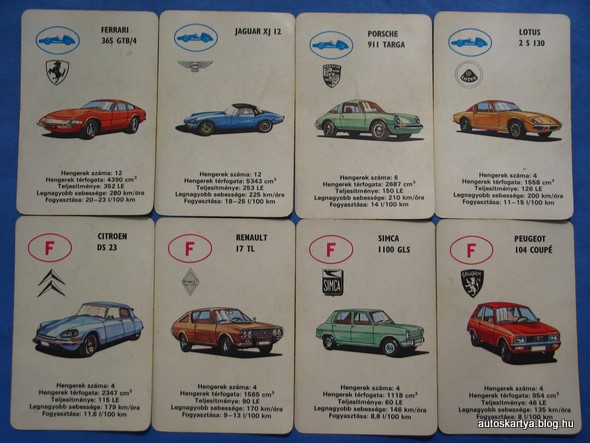 FERRARI
365 GTB/4
Hengerek száma: 12
Hengerek térfogata: 4390 cm³
Teljesítménye: 352 LE
Legnagyobb sebessége: 280 km/óra
Fogyasztása: 20—23 l/100 km
JAGUAR XJ 12
Hengerek száma: 12
Hengerek térfogata: 5343 cm³
Teljesítménye: 253 LE
Legnagyobb sebessége: 225 km/óra
Fogyasztása: 18—25 l/100 km
PORSCHE
911 TARGA
Hengerek száma: 6
Hengerek térfogata: 2687 cm³
Teljesítménye: 150 LE
Legnagyobb sebessége: 210 km/óra
Fogyasztása: 14 l/100 km
LOTUS
2 S 130
LOTUS
Hengerek száma: 4
Hengerek térfogata: 1558 cm³
Teljesítménye: 126 LE
Legnagyobb sebessége: 200 km/óra
Fogyasztása: 11—15 l/100 km
F
CITROEN
DS 23
Hengerek száma: 4
Hengerek térfogata: 2347 cm³
Teljesítménye: 115 LE
Legnagyobb sebessége: 179 km/óra
Fogyasztása: 11,6 l/100 km
F
RENAULT
17 TL
RENAULT
Hengerek száma: 4
Hengerek térfogata: 1565 cm³
Teljesítménye: 90 LE
Legnagyobb sebessége: 170 km/óra
Fogyasztása: 9—13 l/100 km
F
SIMCA
1100 GLS
SIMCA
Hengerek száma: 4
Hengerek térfogata: 1118 cm³
Teljesítménye: 60 LE
Legnagyobb sebessége: 146 km/óra
Fogyasztása: 8,8 l/100 km
F
PEUGEOT
104 COUPÉ
PEUGEOT
Hengerek száma: 4
Hengerek térfogata: 954 cm³
Teljesítménye: 46 LE
Legnagyobb sebessége: 135 km/óra
Fogyasztása: 8 l/100 km
autoskartya.blog.hu